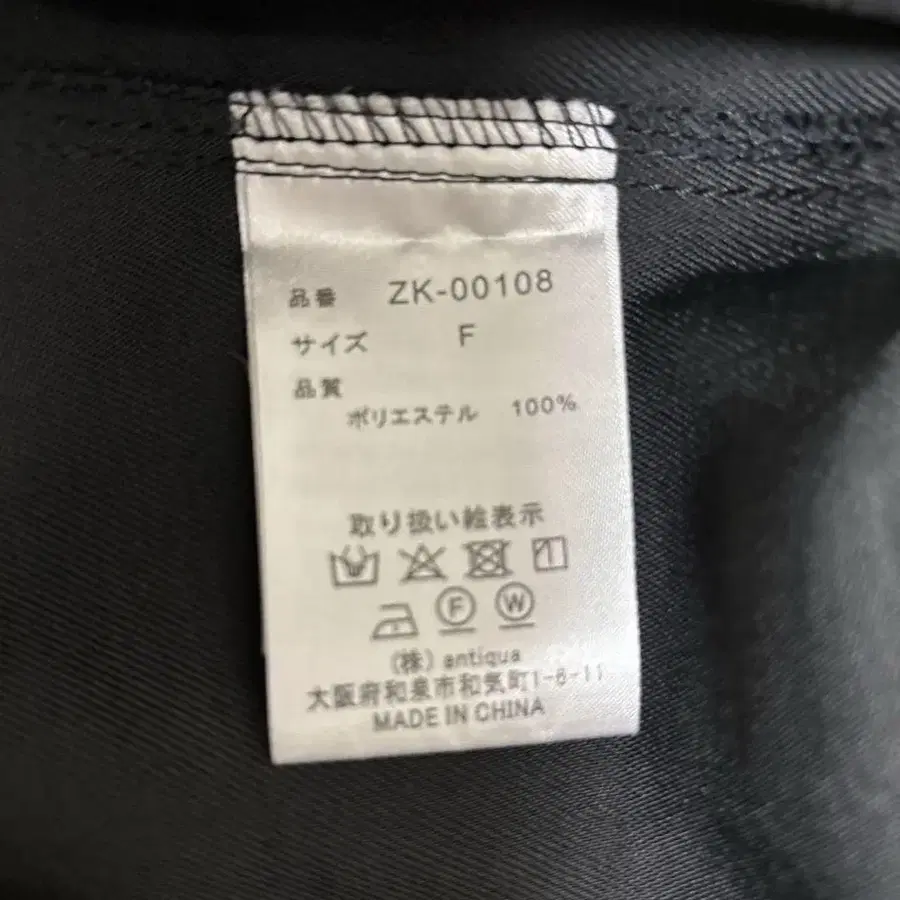 品番 ZK-00108
サイズ F
品質
ポリエステル 100%
取り扱い絵表示
F W
(株) antiqua
大阪府和泉市和気町1-6-11
MADE IN CHINA